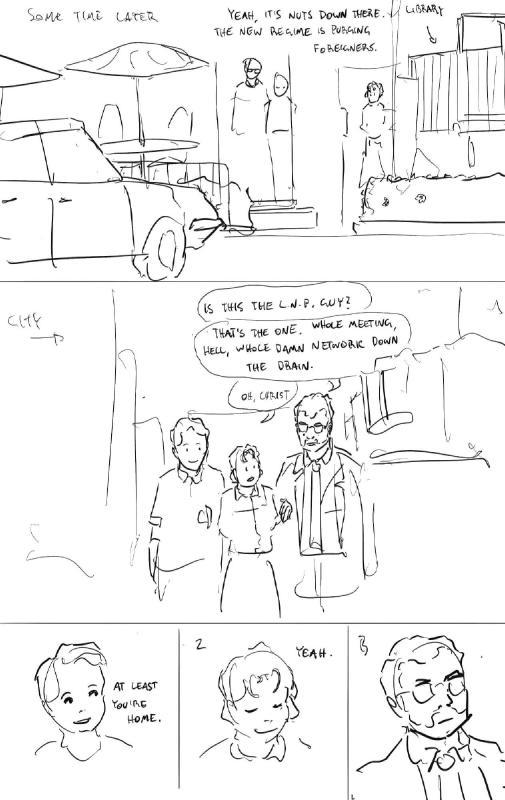 SOME TIME LATER
YEAH, IT'S NUTS DOWN THERE.
THE NEW REGIME IS PURGING
FOREIGNERS.
LIBRARY
CITY
IS THIS THE L.N.P. GUY?
THAT'S THE ONE. WHOLE MEETING,
HELL, WHOLE DAMN NETWORK DOWN
THE DRAIN.
OH, CHRIST
1
AT LEAST
YOU'RE
HOME.
2
YEAH.
3